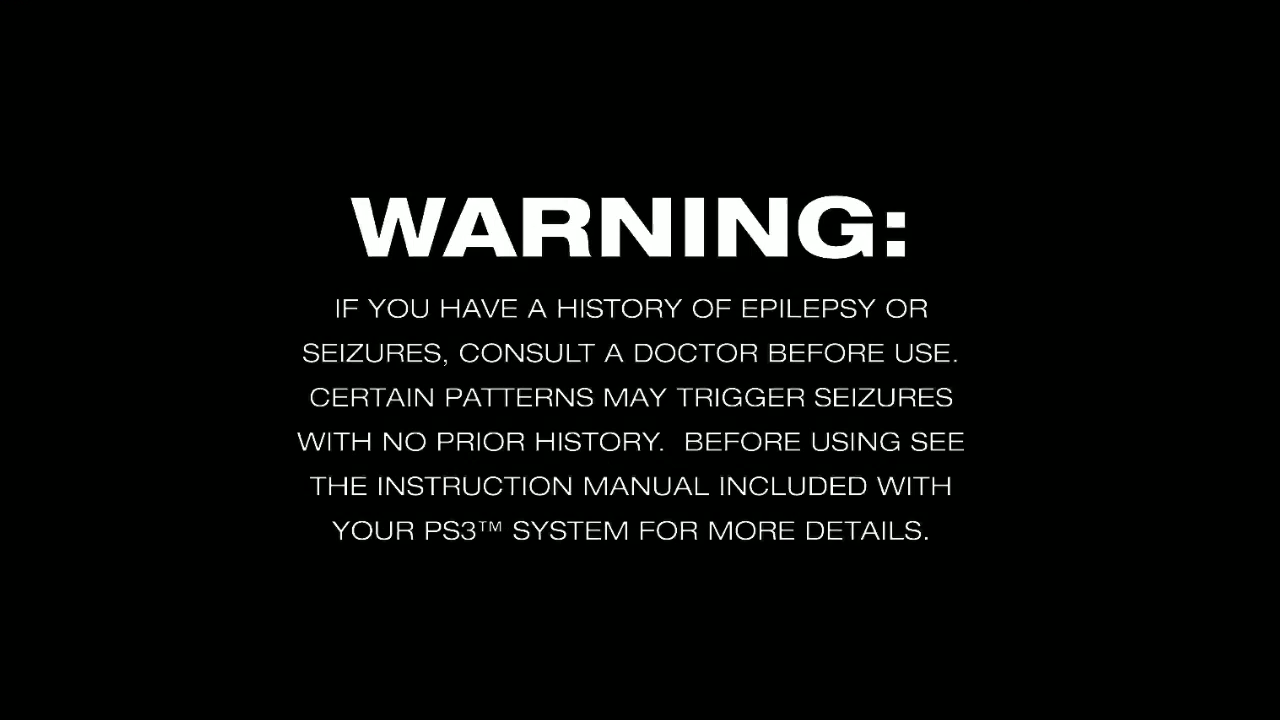 WARNING:
IF YOU HAVE A HISTORY OF EPILEPSY OR
SEIZURES, CONSULT A DOCTOR BEFORE USE.
CERTAIN PATTERNS MAY TRIGGER SEIZURES
WITH NO PRIOR HISTORY.  BEFORE USING SEE
THE INSTRUCTION MANUAL INCLUDED WITH
YOUR PS3™ SYSTEM FOR MORE DETAILS.